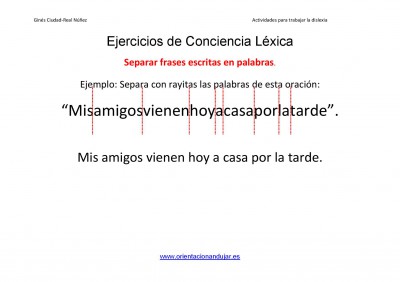 Ginés Ciudad-Real Núñez Actividades para trabajar la dislexia
Ejercicios de Conciencia Léxica
Separar frases escritas en palabras.
Ejemplo: Separa con rayitas las palabras de esta oración:
“Misamigosvienenhoyacasaporlatarde”.
Mis amigos vienen hoy a casa por la tarde.
www.orientacionandujar.es